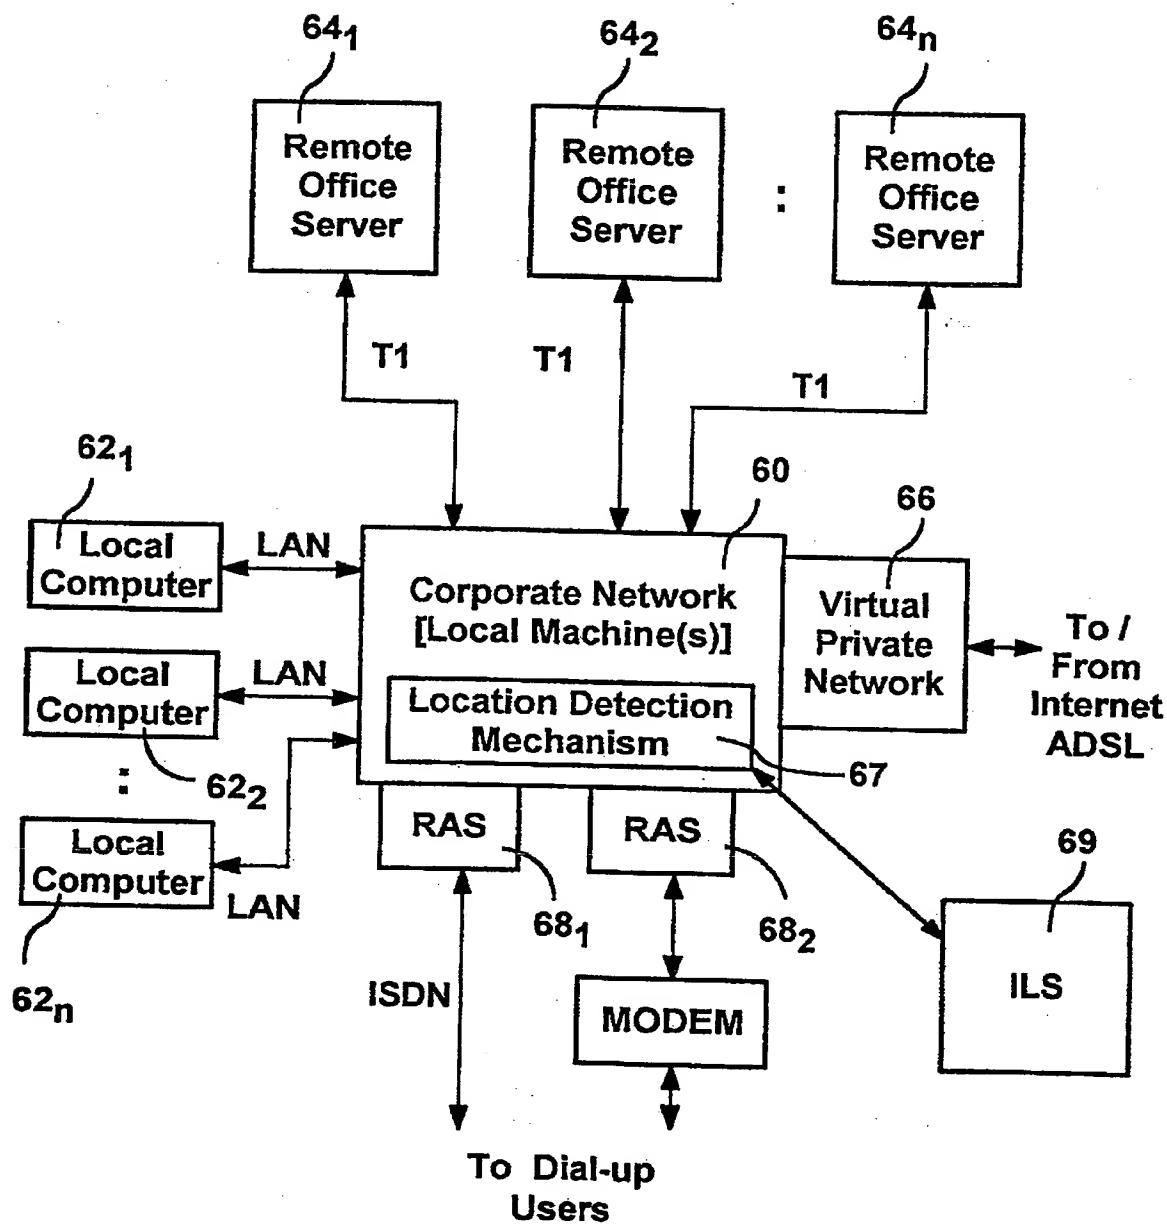 64₁
64₂
64ₙ
Remote
Office
Server
Remote
Office
Server
:
Remote
Office
Server
T1
T1
T1
62₁
60
66
Local
Computer
LAN
Corporate Network
[Local Machine(s)]
Virtual
Private
Network
To /
From
Internet
ADSL
Local
Computer
LAN
Location Detection
Mechanism
67
:
62₂
Local
Computer
LAN
62ₙ
RAS
RAS
68₁
68₂
69
ILS
ISDN
MODEM
To Dial-up
Users